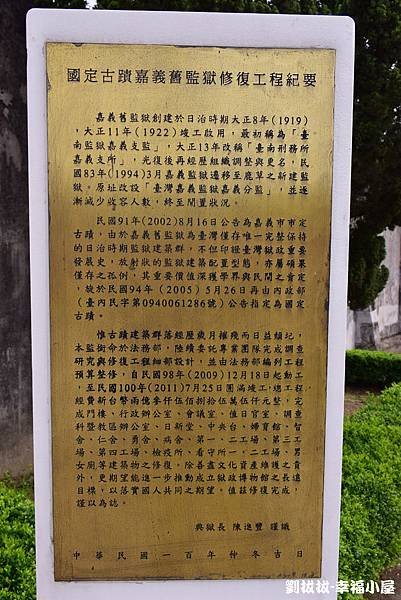 國定古蹟嘉義舊監獄修復工程紀要
嘉義舊監獄創建於日治時期大正8年(1919)
,大正11年(1922)竣工啟用,最初稱為「臺
南監獄嘉義支監」,大正13年改稱「臺南刑務所
嘉義支所」,光復後再經歷組織調整與更名,民
國83年(1994)3月嘉義監獄遷移至鹿草之新建監
獄。原址改設「臺灣嘉義監獄嘉義分監」,並逐
漸減少收容人數,終至閒置狀況。
民國91年(2002)8月16日公告為嘉義市市定
古蹟,由於嘉義舊監獄為臺灣僅存唯一完整保持
的日治時期監獄建築群,不但印證臺灣獄政重要
發展史,放射狀的監獄建築配置型態,亦屬碩果
僅存之孤例,其重要價值深獲學界與民間之肯定
,旋於民國94年(2005)5月26日再由內政部
(臺內民字第0940061286號)公告指定為國定
古蹟。
惟古蹟建築群落經歷歲月摧殘而日益頹圮,
本監銜命於法務部,陸續委託專業團隊完成調查
研究與修復工程細部設計,並由法務部編列工程
預算整修,自民國98年(2009)12月18日起動工
,至民國100年(2011)7月25日圓滿竣工,總工程
經費新台幣兩億參仟伍佰捌拾伍萬伍仟元整,完
成門樓、行政辦公室、會議室、值日官室、調查
科暨教區辦公室、日新堂、中央台、婦育館、智
舍、仁舍、勇舍、病舍、第一、二工場、第三工
場、第四工場、檢疫所、看守所一、二工場、男
女廁等建築物之修復,除善盡文化資產維護之責
外,更期望能進一步推動成立獄政博物館之長遠
目標,以落實國人共同之期望。值茲修復完成,
謹以為誌。
典獄長 陳進豐 謹識
中華民國一百年仲冬吉日
劉拔拔-幸福小屋